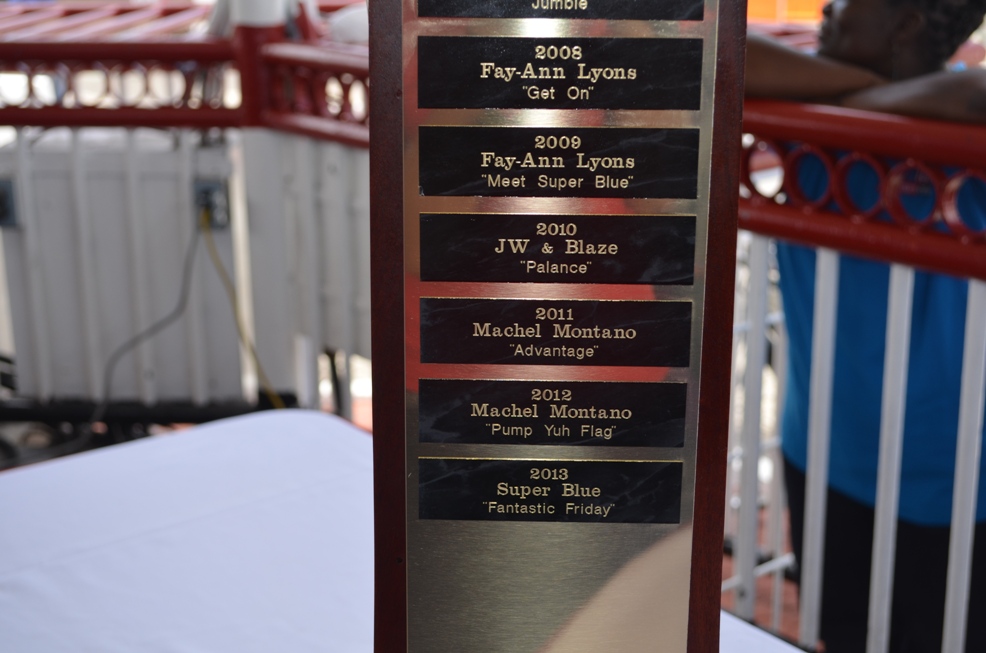 Jumbie
2008
Fay-Ann Lyons
"Get On"
2009
Fay-Ann Lyons
"Meet Super Blue"
2010
JW & Blaze
"Palance"
2011
Machel Montano
"Advantage"
2012
Machel Montano
"Pump Yuh Flag"
2013
Super Blue
"Fantastic Friday"